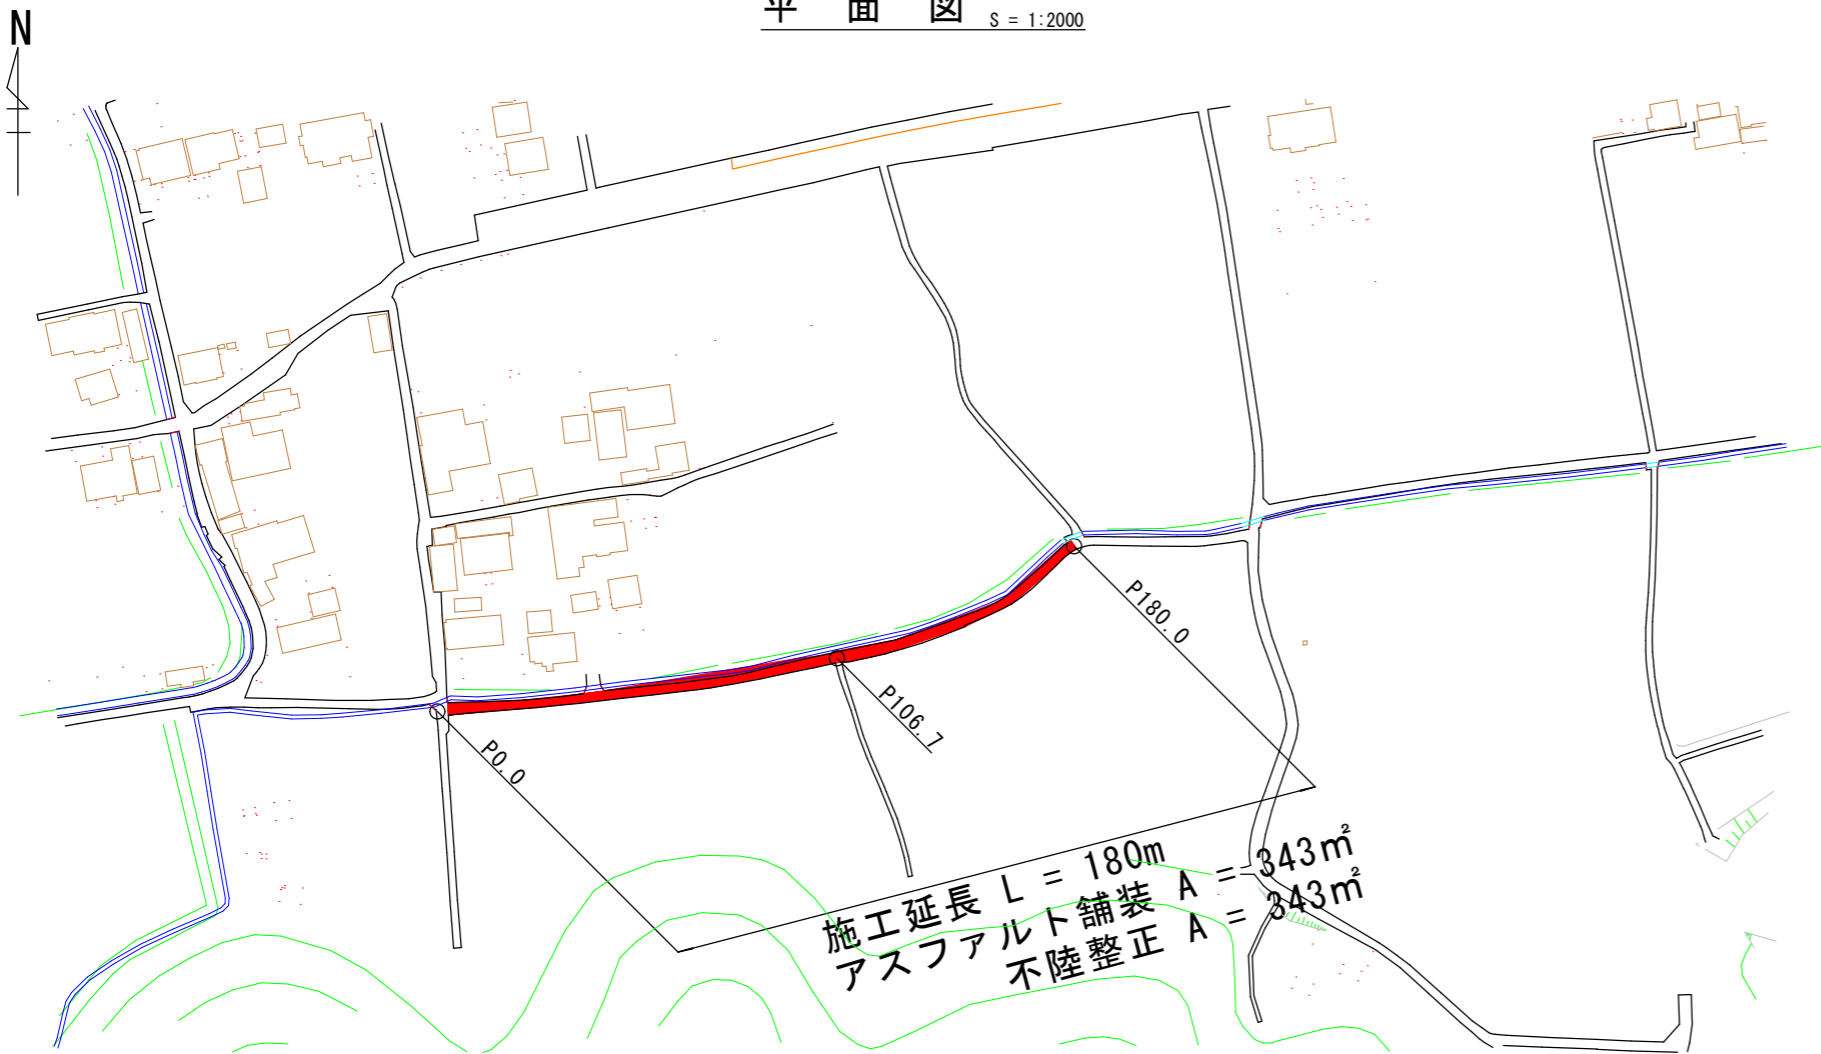 平 面 図 S = 1:2000
N
P180.0
P106.7
P0.0
施工延長 L = 180m
アスファルト舗装 A = 343㎡
不陸整正 A = 343㎡